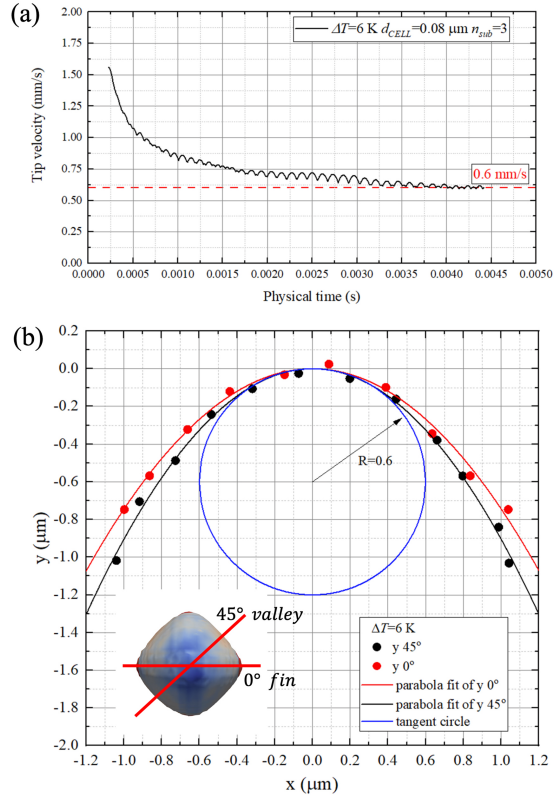 (a)
2.00
1.75
1.50
1.25
1.00
0.75
0.50
0.25
0.00
Tip velocity (mm/s)
ΔT=6 K d_CELL=0.08 μm n_sub=3
0.6 mm/s
0.0000 0.0005 0.0010 0.0015 0.0020 0.0025 0.0030 0.0035 0.0040 0.0045 0.0050
Physical time (s)
(b)
0.2
0.0
-0.2
-0.4
-0.6
-0.8
-1.0
-1.2
-1.4
-1.6
-1.8
-2.0
y (μm)
R=0.6
45° valley
0° fin
ΔT=6 K
y 45°
y 0°
parabola fit of y 0°
parabola fit of y 45°
tangent circle
-1.2 -1.0 -0.8 -0.6 -0.4 -0.2 0.0 0.2 0.4 0.6 0.8 1.0 1.2
x (μm)